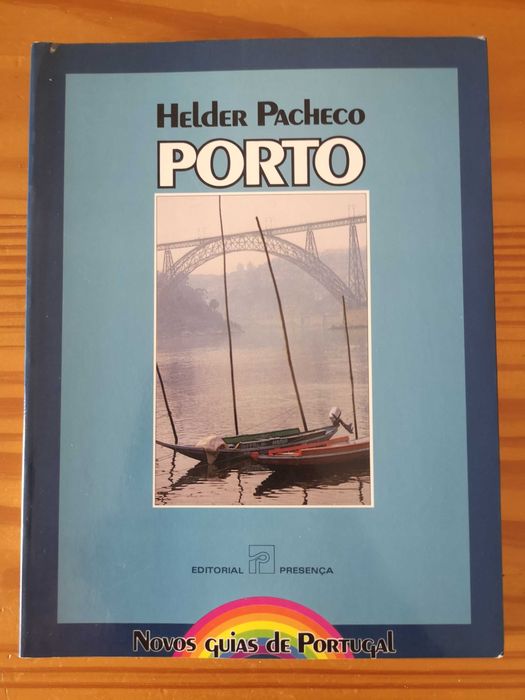 Helder Pacheco
PORTO
EDITORIAL PRESENÇA
Novos guias de Portugal